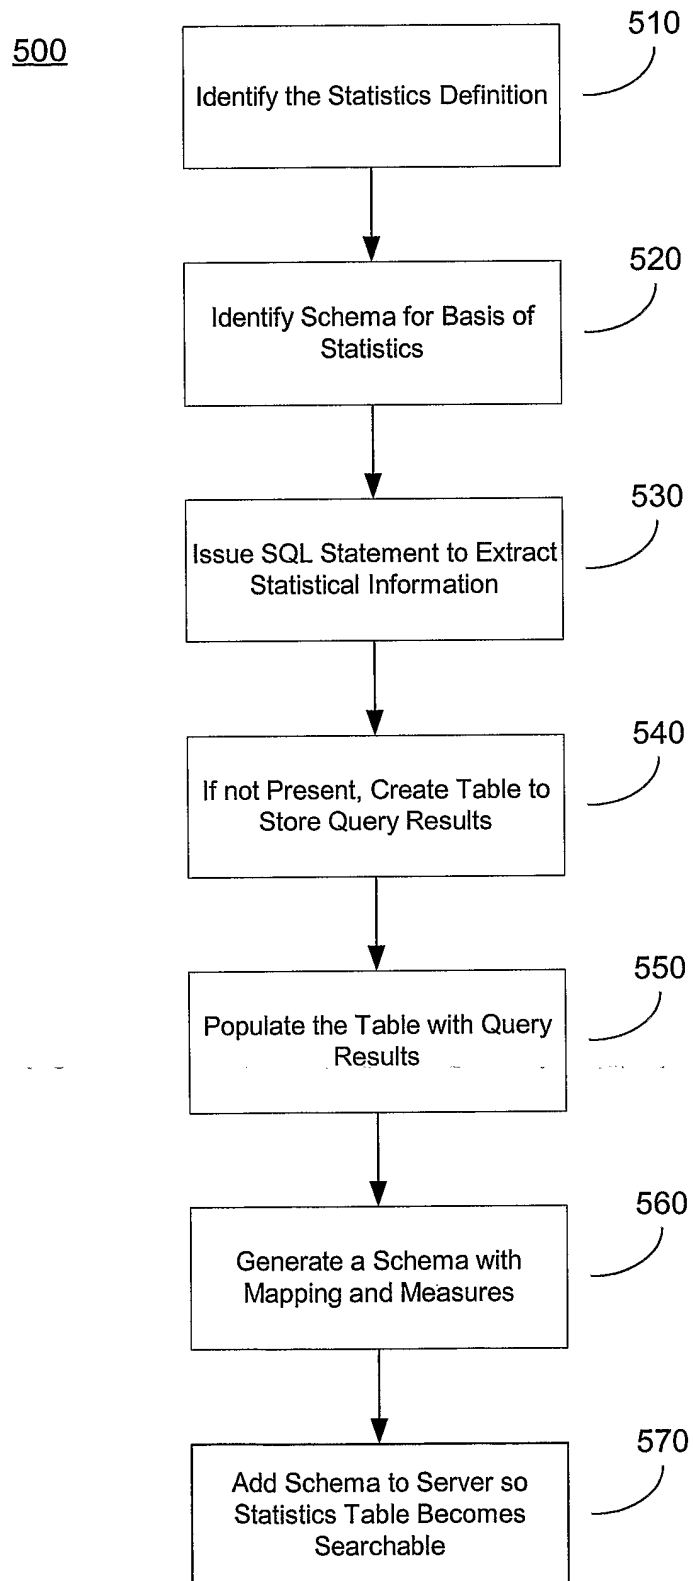 500
510
Identify the Statistics Definition
520
Identify Schema for Basis of
Statistics
530
Issue SQL Statement to Extract
Statistical Information
540
If not Present, Create Table to
Store Query Results
550
Populate the Table with Query
Results
560
Generate a Schema with
Mapping and Measures
570
Add Schema to Server so
Statistics Table Becomes
Searchable